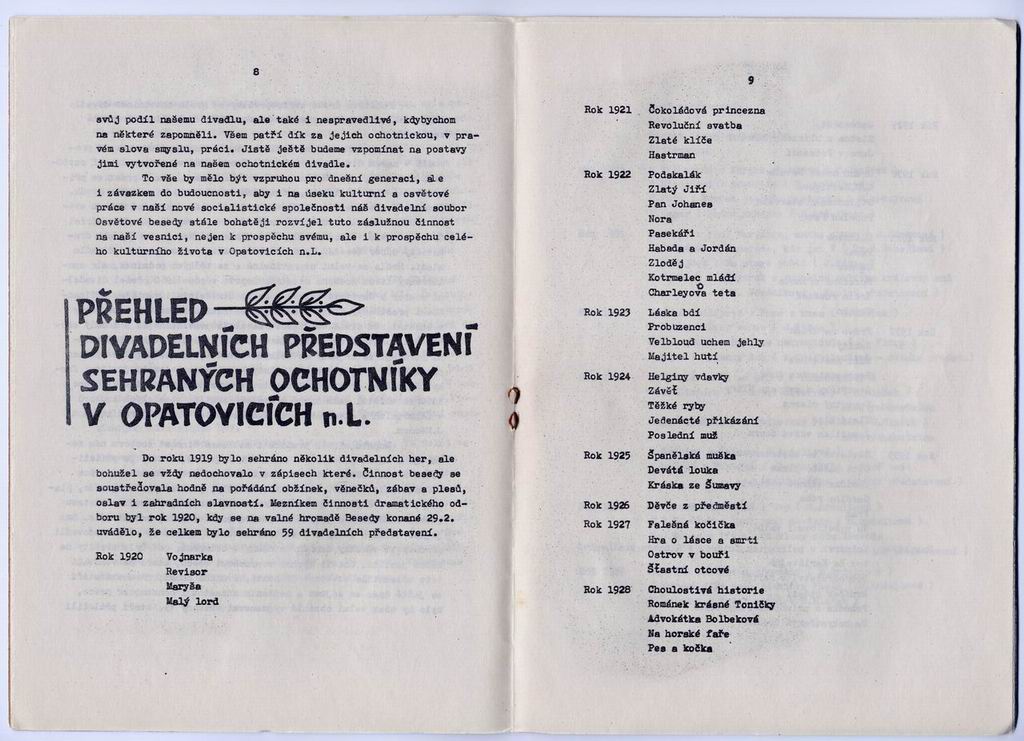 8
svůj podíl našemu divadlu, ale také i nespravedlivé, kdybychom
na některé zapomněli. Všem patří dík za jejich ochotnickou, v pra-
vém slova smyslu, práci. Jistě ještě budeme vzpomínat na postavy
jimi vytvořené na našem ochotnickém divadle.
To vše by mělo být vzpruhou pro dnešní generaci, ale
i závazkem do budoucnosti, aby i na úseku kulturní a osvětové
práce v naší nové socialistické společnosti náš divadelní soubor
Osvětové besedy stále bohatěji rozvíjel tuto záslužnou činnost
na naší vesnici, nejen k prospěchu svému, ale i k prospěchu celé-
ho kulturního života v Opatovicích n.L.
PŘEHLED
DIVADELNÍCH PŘEDSTAVENÍ
SEHRANÝCH OCHOTNÍKY
V OPATOVICÍCH n.L.
Do roku 1919 bylo sehráno několik divadelních her, ale
bohužel se vždy nedochovalo v zápisech které. Činnost besedy se
soustřeďovala hodně na pořádání obžínek, věnečků, zábav a plesů,
oslav i zahradních slavností. Mezníkem činnosti dramatického od-
boru byl rok 1920, kdy se na valné hromadě Besedy konané 29.2.
uvádělo, že celkem bylo sehráno 59 divadelních představení.
Rok 1920 Vojnarka
Revisor
Maryša
Malý lord
9
Rok 1921 Čokoládová princezna
Revoluční svatba
Zlaté klíče
Hastrman
Rok 1922 Podskalák
Zlatý Jiří
Pan Johanes
Nora
Pasekáři
Habada a Jordán
Zloděj
Kotrmelec mládí
Charleyova teta
Rok 1923 Láska bdí
Probuzenci
Velbloud uchem jehly
Majitel hutí
Rok 1924 Helginy vdavky
Závěť
Těžké ryby
Jedenácté přikázání
Poslední muž
Rok 1925 Španělská muška
Devátá louka
Kráska ze Šumavy
Rok 1926 Děvče z předměstí
Rok 1927 Falešná kočička
Hra o lásce a smrti
Ostrov v bouři
Šťastní otcové
Rok 1928 Choulostivá historie
Románek krásné Toničky
Advokátka Bolbeková
Na horské faře
Pes a kočka